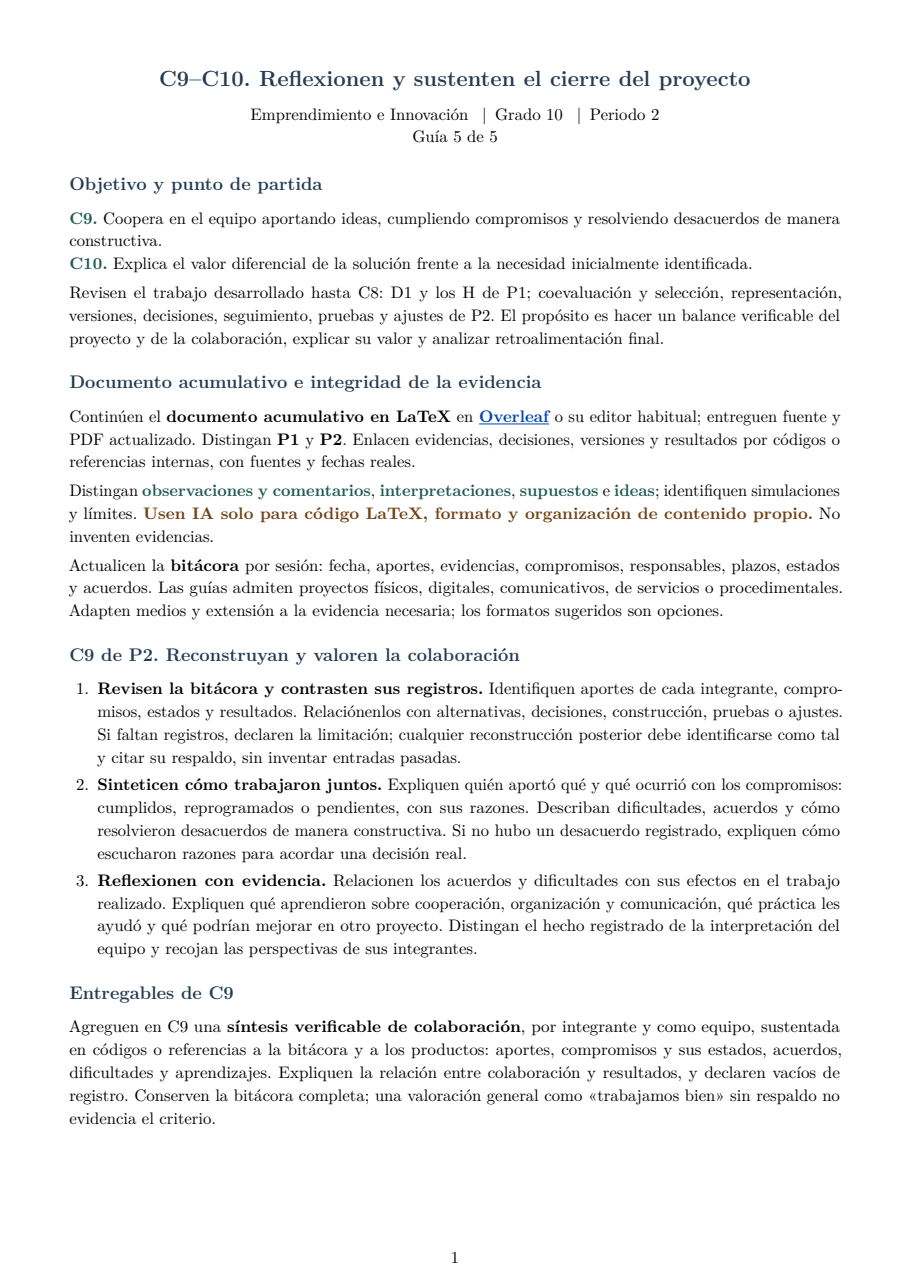 C9–C10. Reflexionen y sustenten el cierre del proyecto
Emprendimiento e Innovación | Grado 10 | Periodo 2
Guía 5 de 5
Objetivo y punto de partida
C9. Coopera en el equipo aportando ideas, cumpliendo compromisos y resolviendo desacuerdos de manera
constructiva.
C10. Explica el valor diferencial de la solución frente a la necesidad inicialmente identificada.
Revisen el trabajo desarrollado hasta C8: D1 y los H de P1; coevaluación y selección, representación,
versiones, decisiones, seguimiento, pruebas y ajustes de P2. El propósito es hacer un balance verificable del
proyecto y de la colaboración, explicar su valor y analizar retroalimentación final.
Documento acumulativo e integridad de la evidencia
Continúen el documento acumulativo en LaTeX en Overleaf o su editor habitual; entreguen fuente y
PDF actualizado. Distingan P1 y P2. Enlacen evidencias, decisiones, versiones y resultados por códigos o
referencias internas, con fuentes y fechas reales.
Distingan observaciones y comentarios, interpretaciones, supuestos e ideas; identifiquen simulaciones
y límites. Usen IA solo para código LaTeX, formato y organización de contenido propio. No
inventen evidencias.
Actualicen la bitácora por sesión: fecha, aportes, evidencias, compromisos, responsables, plazos, estados
y acuerdos. Las guías admiten proyectos físicos, digitales, comunicativos, de servicios o procedimentales.
Adapten medios y extensión a la evidencia necesaria; los formatos sugeridos son opciones.
C9 de P2. Reconstruyan y valoren la colaboración
1. Revisen la bitácora y contrasten sus registros. Identifiquen aportes de cada integrante, compro-
misos, estados y resultados. Relaciónenlos con alternativas, decisiones, construcción, pruebas o ajustes.
Si faltan registros, declaren la limitación; cualquier reconstrucción posterior debe identificarse como tal
y citar su respaldo, sin inventar entradas pasadas.
2. Sinteticen cómo trabajaron juntos. Expliquen quién aportó qué y qué ocurrió con los compromisos:
cumplidos, reprogramados o pendientes, con sus razones. Describan dificultades, acuerdos y cómo
resolvieron desacuerdos de manera constructiva. Si no hubo un desacuerdo registrado, expliquen cómo
escucharon razones para acordar una decisión real.
3. Reflexionen con evidencia. Relacionen los acuerdos y dificultades con sus efectos en el trabajo
realizado. Expliquen qué aprendieron sobre cooperación, organización y comunicación, qué práctica les
ayudó y qué podrían mejorar en otro proyecto. Distingan el hecho registrado de la interpretación del
equipo y recojan las perspectivas de sus integrantes.
Entregables de C9
Agreguen en C9 una síntesis verificable de colaboración, por integrante y como equipo, sustentada
en códigos o referencias a la bitácora y a los productos: aportes, compromisos y sus estados, acuerdos,
dificultades y aprendizajes. Expliquen la relación entre colaboración y resultados, y declaren vacíos de
registro. Conserven la bitácora completa; una valoración general como «trabajamos bien» sin respaldo no
evidencia el criterio.
1